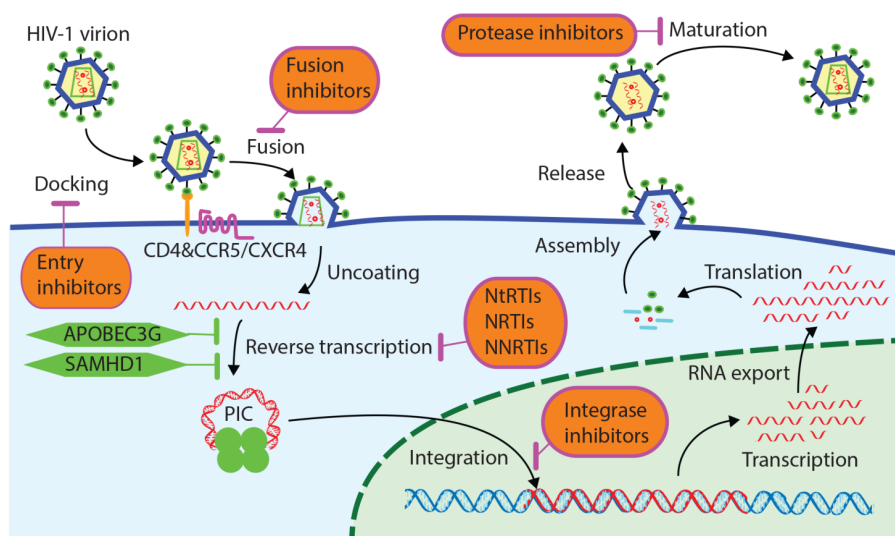 HIV-1 virion
Fusion
inhibitors
Fusion
Docking
Entry
inhibitors
CD4&CCR5/CXCR4
Uncoating
APOBEC3G
SAMHD1
Reverse transcription
NtRTIs
NRTIs
NNRTIs
PIC
Integration
Integrase
inhibitors
Transcription
RNA export
Translation
Assembly
Release
Protease inhibitors
Maturation